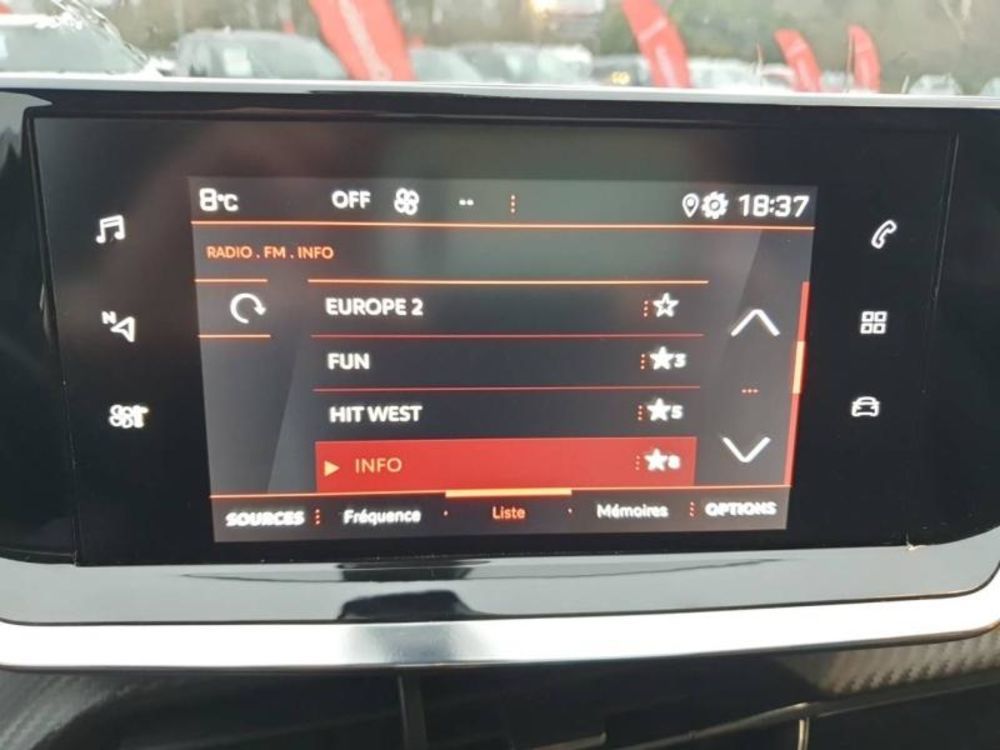 8°C OFF -- 18:37
RADIO . FM . INFO
EUROPE 2
FUN 3
HIT WEST 5
INFO 8
N
SOURCES Fréquence Liste Mémoires OPTIONS